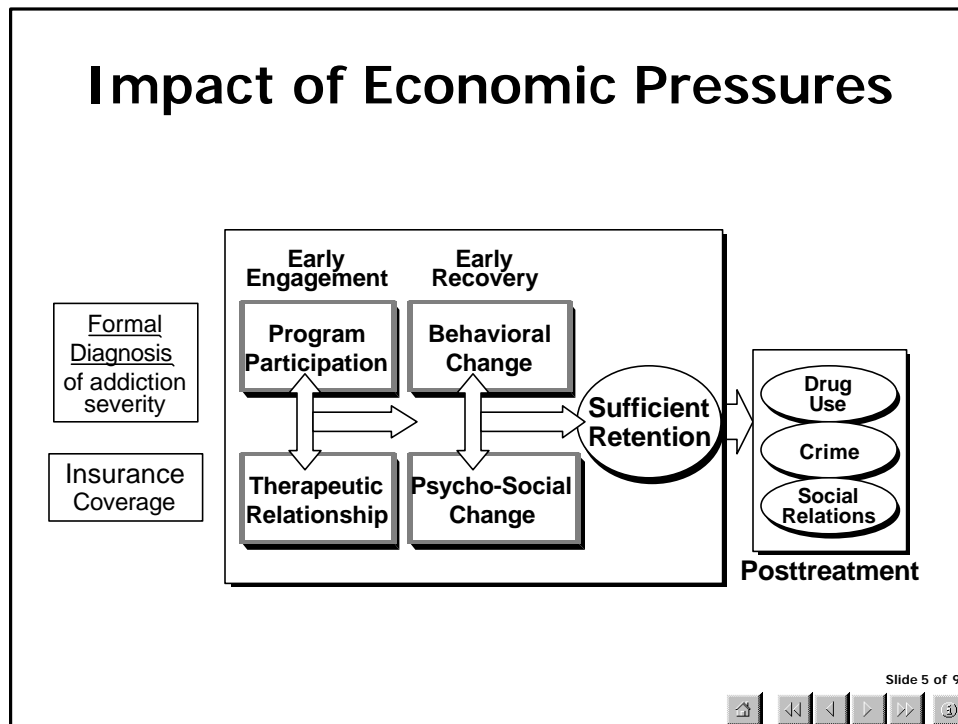 Impact of Economic Pressures
Early
Engagement
Early
Recovery
Formal
Diagnosis
of addiction
severity
Insurance
Coverage
Program
Participation
Behavioral
Change
Therapeutic
Relationship
Psycho-Social
Change
Sufficient
Retention
Drug
Use
Crime
Social
Relations
Posttreatment
Slide 5 of 9